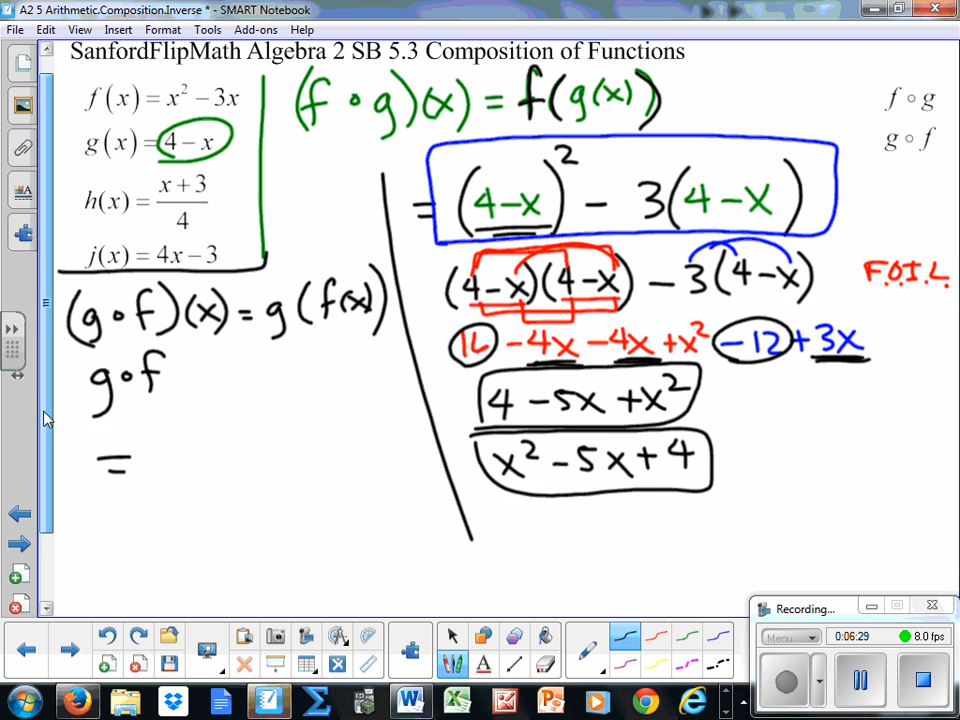 A2 5 Arithmetic.Composition.Inverse * - SMART Notebook
File Edit View Insert Format Tools Add-ons Help
SanfordFlipMath Algebra 2 SB 5.3 Composition of Functions
f(x) = x² − 3x
g(x) = 4 − x
h(x) = (x + 3)/4
j(x) = 4x − 3
(f ∘ g)(x) = f(g(x))
f ∘ g
g ∘ f
= (4−x)² − 3(4−x)
(4−x)(4−x) − 3(4−x)
F.O.I.L.
16 −4x −4x +x² −12 +3x
4 −5x +x²
x² −5x + 4
(g∘f)(x) = g(f(x))
g∘f
=
Recording...
Menu
0:06:29
8.0 fps